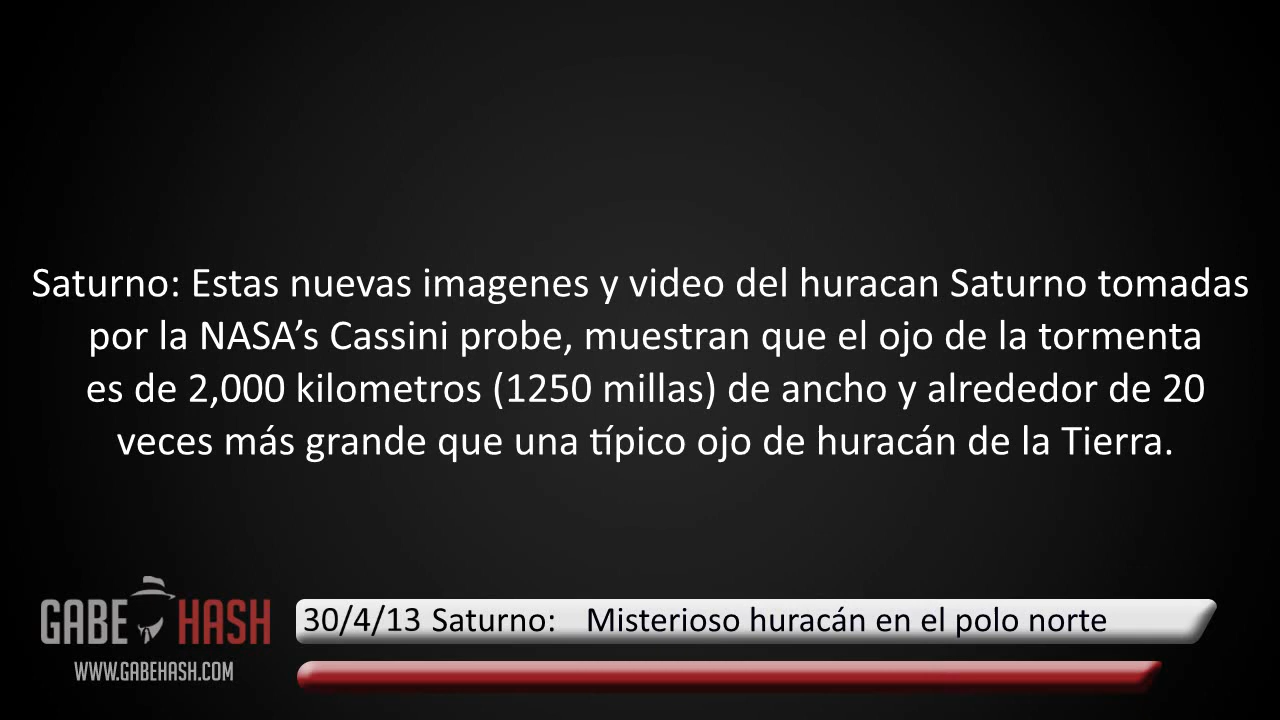 Saturno: Estas nuevas imagenes y video del huracan Saturno tomadas
por la NASA’s Cassini probe, muestran que el ojo de la tormenta
es de 2,000 kilometros (1250 millas) de ancho y alrededor de 20
veces más grande que una típico ojo de huracán de la Tierra.
GABE HASH
WWW.GABEHASH.COM
30/4/13 Saturno: Misterioso huracán en el polo norte